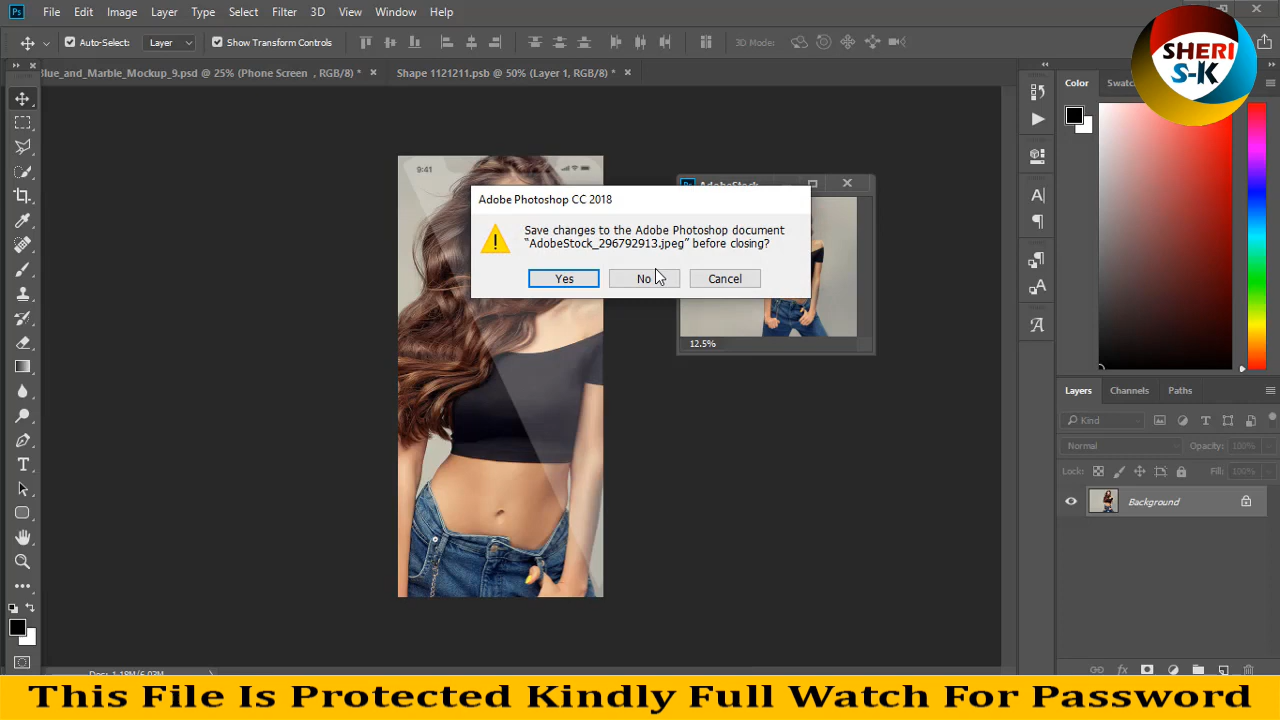 Ps File Edit Image Layer Type Select Filter 3D View Window Help
Auto-Select: Layer Show Transform Controls 3D Mode:
SHERI
S-K
Blue_and_Marble_Mockup_9.psd @ 25% (Phone Screen , RGB/8) * × Shape 1121211.psb @ 50% (Layer 1, RGB/8) * ×
Color
9:41
Adobe Photoshop CC 2018
Save changes to the Adobe Photoshop document
“AdobeStock_296792913.jpeg” before closing?
Yes No Cancel
12.5%
Layers Channels Paths
Kind
Normal Opacity: 100%
Lock: Fill: 100%
Background
This File Is Protected Kindly Full Watch For Password